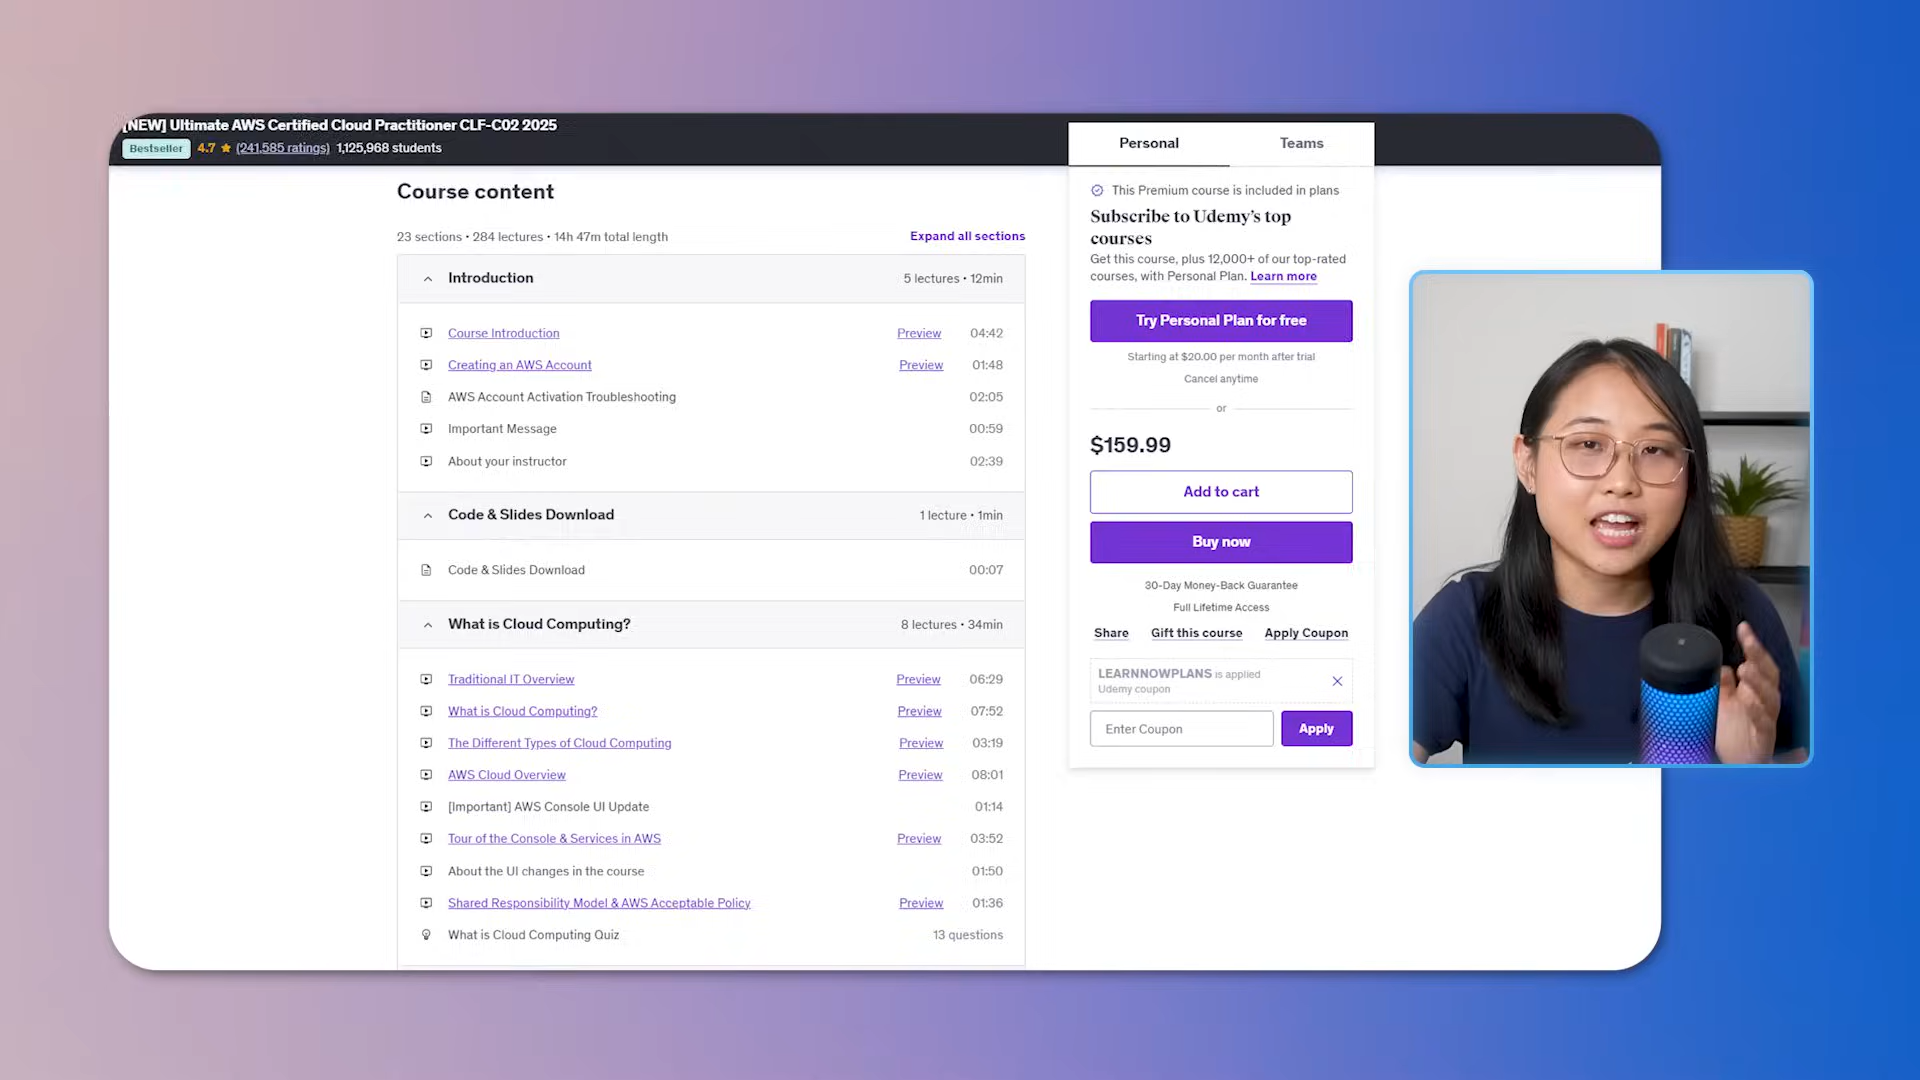 [NEW] Ultimate AWS Certified Cloud Practitioner CLF-C02 2025
Bestseller 4.7 (241,585 ratings) 1,125,968 students
Course content
23 sections • 284 lectures • 14h 47m total length Expand all sections
Introduction 5 lectures • 12min
Course Introduction Preview 04:42
Creating an AWS Account Preview 01:48
AWS Account Activation Troubleshooting 02:05
Important Message 00:59
About your instructor 02:39
Code & Slides Download 1 lecture • 1min
Code & Slides Download 00:07
What is Cloud Computing? 8 lectures • 34min
Traditional IT Overview Preview 06:29
What is Cloud Computing? Preview 07:52
The Different Types of Cloud Computing Preview 03:19
AWS Cloud Overview Preview 08:01
[Important] AWS Console UI Update 01:14
Tour of the Console & Services in AWS Preview 03:52
About the UI changes in the course 01:50
Shared Responsibility Model & AWS Acceptable Policy Preview 01:36
What is Cloud Computing Quiz 13 questions
Personal Teams
This Premium course is included in plans
Subscribe to Udemy's top
courses
Get this course, plus 12,000+ of our top-rated
courses, with Personal Plan. Learn more
Try Personal Plan for free
Starting at $20.00 per month after trial
Cancel anytime
or
$159.99
Add to cart
Buy now
30-Day Money-Back Guarantee
Full Lifetime Access
Share Gift this course Apply Coupon
LEARNNOWPLANS is applied
Udemy coupon
Enter Coupon Apply